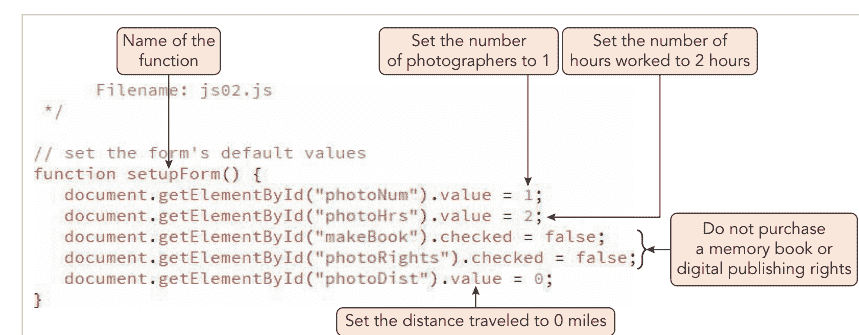 Name of the
function
Set the number
of photographers to 1
Set the number of
hours worked to 2 hours
Filename: js02.js
*/
// set the form's default values
function setupForm() {
document.getElementById("photoNum").value = 1;
document.getElementById("photoHrs").value = 2;
document.getElementById("makeBook").checked = false;
document.getElementById("photoRights").checked = false;
document.getElementById("photoDist").value = 0;
}
Do not purchase
a memory book or
digital publishing rights
Set the distance traveled to 0 miles